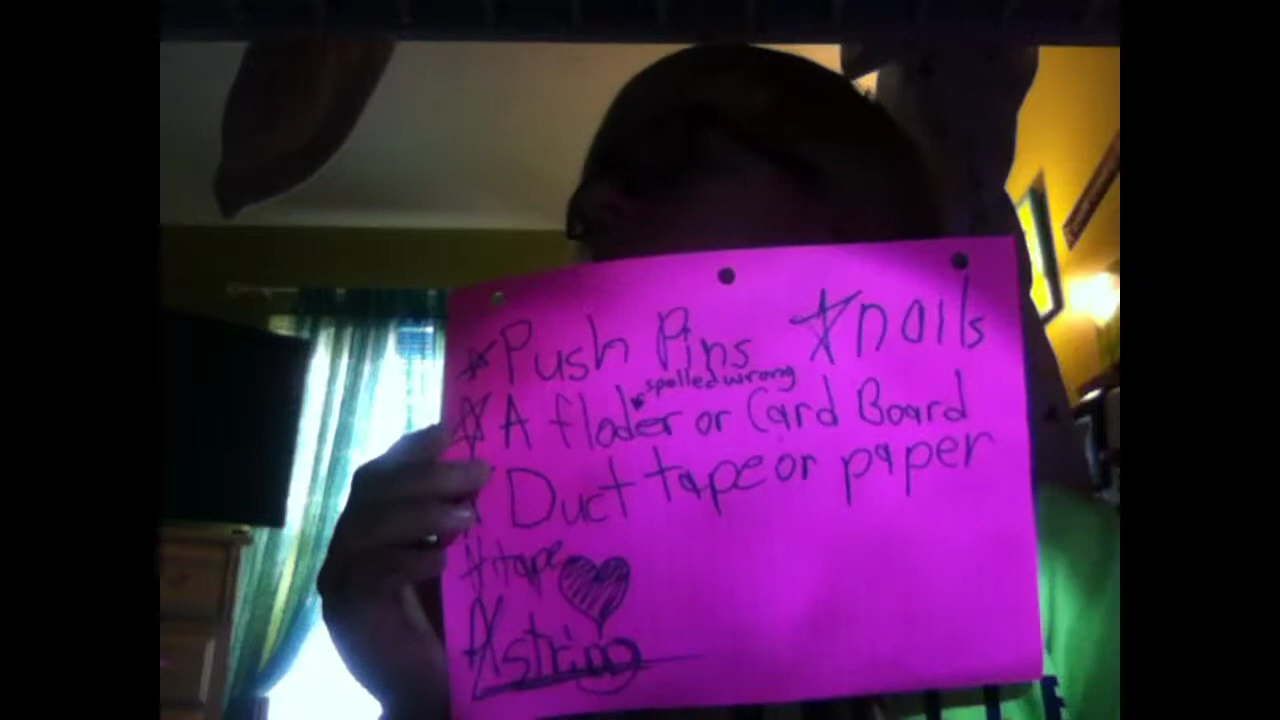 Push Pins nails
spelled wrong
A floder or Card Board
Duct tape or paper
tape
string